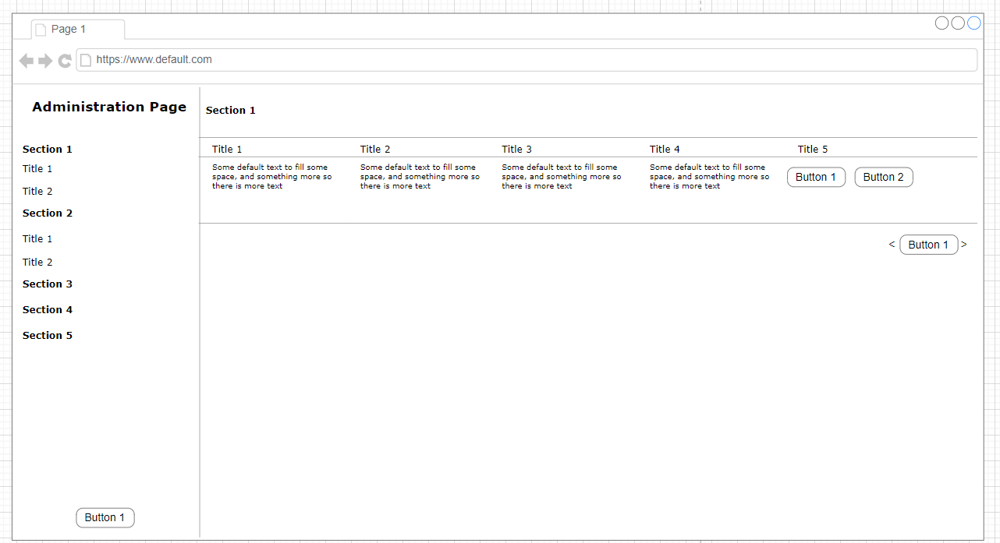 Page 1
https://www.default.com
Administration Page
Section 1
Title 1
Title 2
Section 2
Title 1
Title 2
Section 3
Section 4
Section 5
Button 1
Section 1
Title 1 Title 2 Title 3 Title 4 Title 5
Some default text to fill some
space, and something more so
there is more text
Some default text to fill some
space, and something more so
there is more text
Some default text to fill some
space, and something more so
there is more text
Some default text to fill some
space, and something more so
there is more text
Button 1 Button 2
< Button 1 >